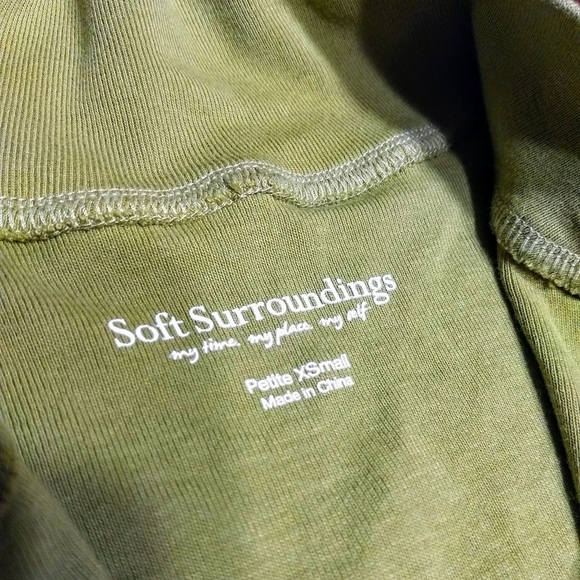 Soft Surroundings
my time my place my self
Petite XSmall
Made in China